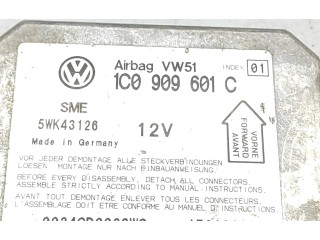 Airbag VW51 INDEX 01
1C0 909 601 C
SME
5WK43126 12V
Made in Germany
VORNE
FORWARD
AVANT
VOR JEDER DEMONTAGE ALLE STECKVERBINDUNGEN
LOESEN. MONTAGE NUR NACH EINBAUANWEISUNG.
BEFORE EVERY DISASSEMBLY, DETACH ALL CONNECTORS
ASSEMBLE STRICTLY ACCORDING TO MANUAL INSTRUCTIONS.
AVANT TOUT DEMONTAGE ENLEVER TOUS LES CONNECTEURS.
L'ASSEMBLAGE DOIT ETRE CONFORME AU MANUEL D'INSTRUCTIONS